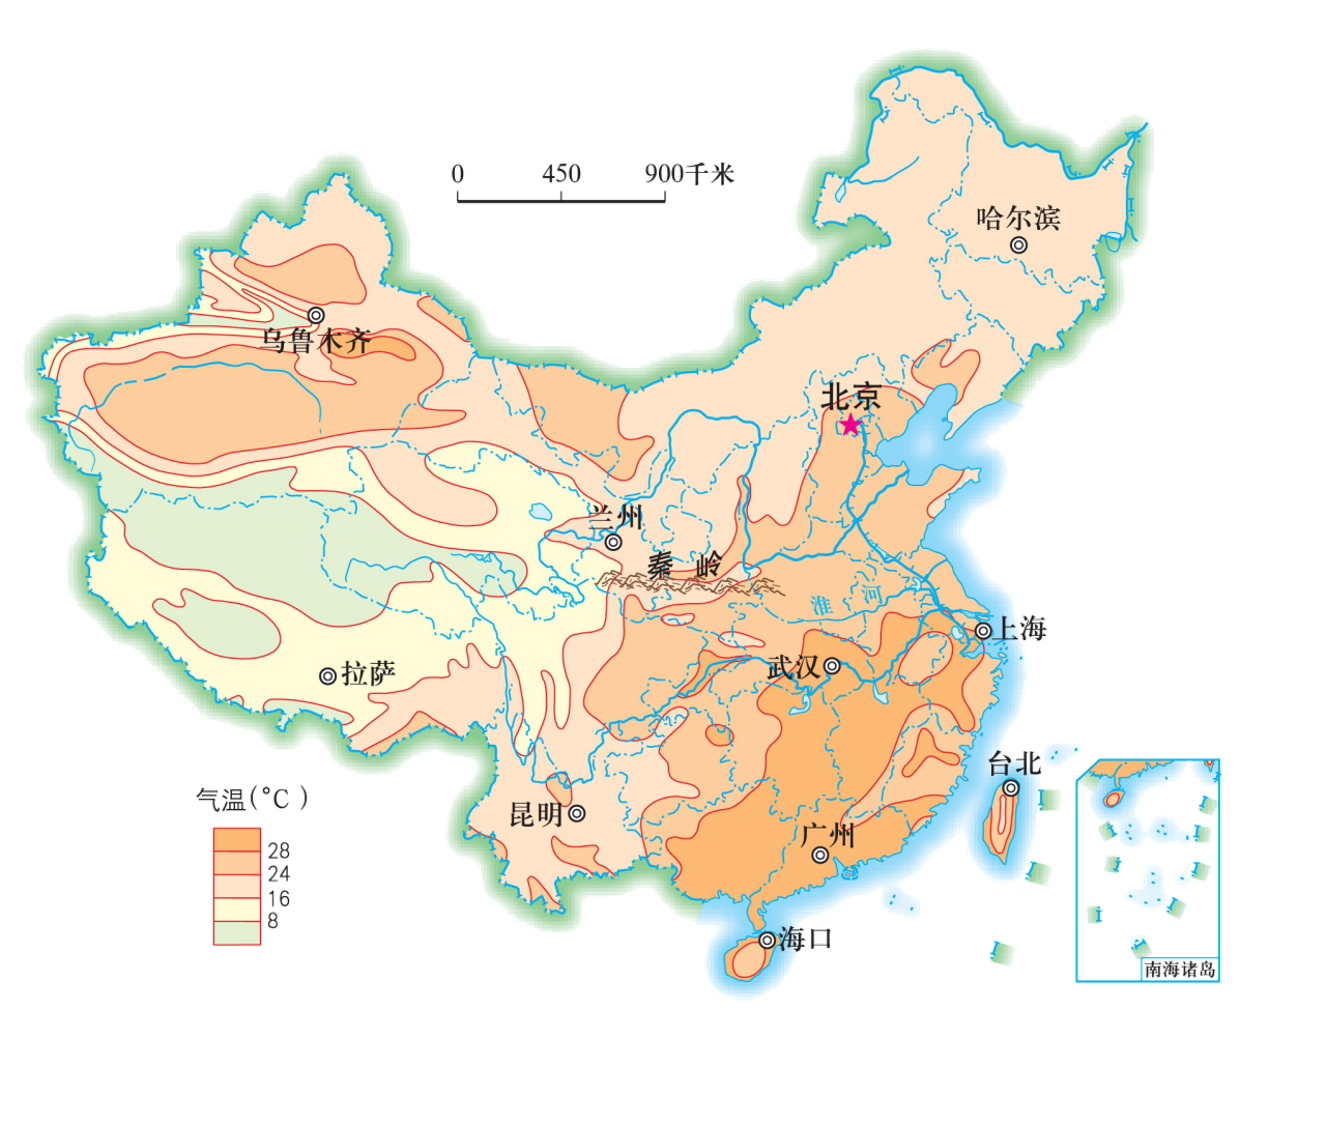 0 450 900千米
哈尔滨
乌鲁木齐
北京
兰州
秦岭
淮河
上海
武汉
拉萨
台北
气温(°C)
昆明
28
24
16
8
广州
海口
南海诸岛